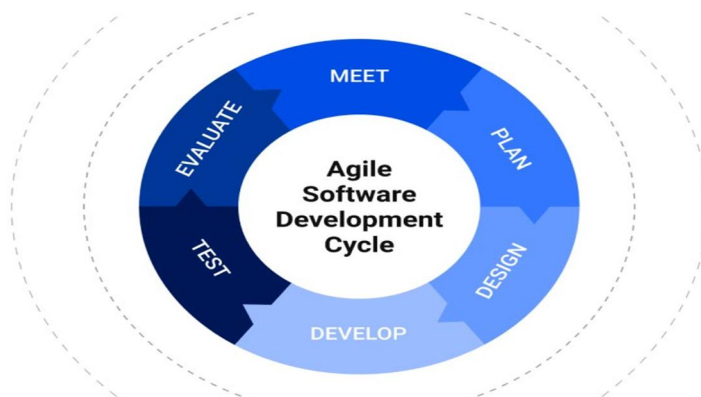 MEET
PLAN
DESIGN
DEVELOP
TEST
EVALUATE
Agile
Software
Development
Cycle